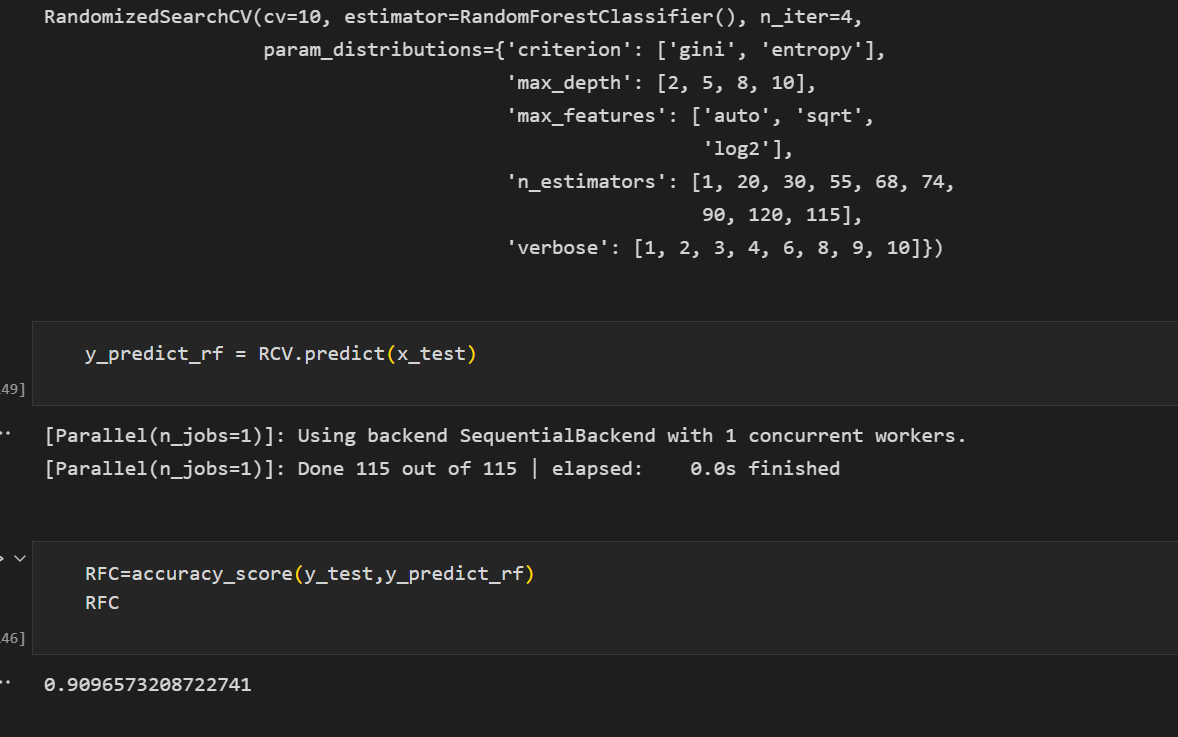 RandomizedSearchCV(cv=10, estimator=RandomForestClassifier(), n_iter=4,
param_distributions={'criterion': ['gini', 'entropy'],
'max_depth': [2, 5, 8, 10],
'max_features': ['auto', 'sqrt',
'log2'],
'n_estimators': [1, 20, 30, 55, 68, 74,
90, 120, 115],
'verbose': [1, 2, 3, 4, 6, 8, 9, 10]})
y_predict_rf = RCV.predict(x_test)
49]
[Parallel(n_jobs=1)]: Using backend SequentialBackend with 1 concurrent workers.
[Parallel(n_jobs=1)]: Done 115 out of 115 | elapsed:    0.0s finished
RFC=accuracy_score(y_test,y_predict_rf)
RFC
46]
0.9096573208722741